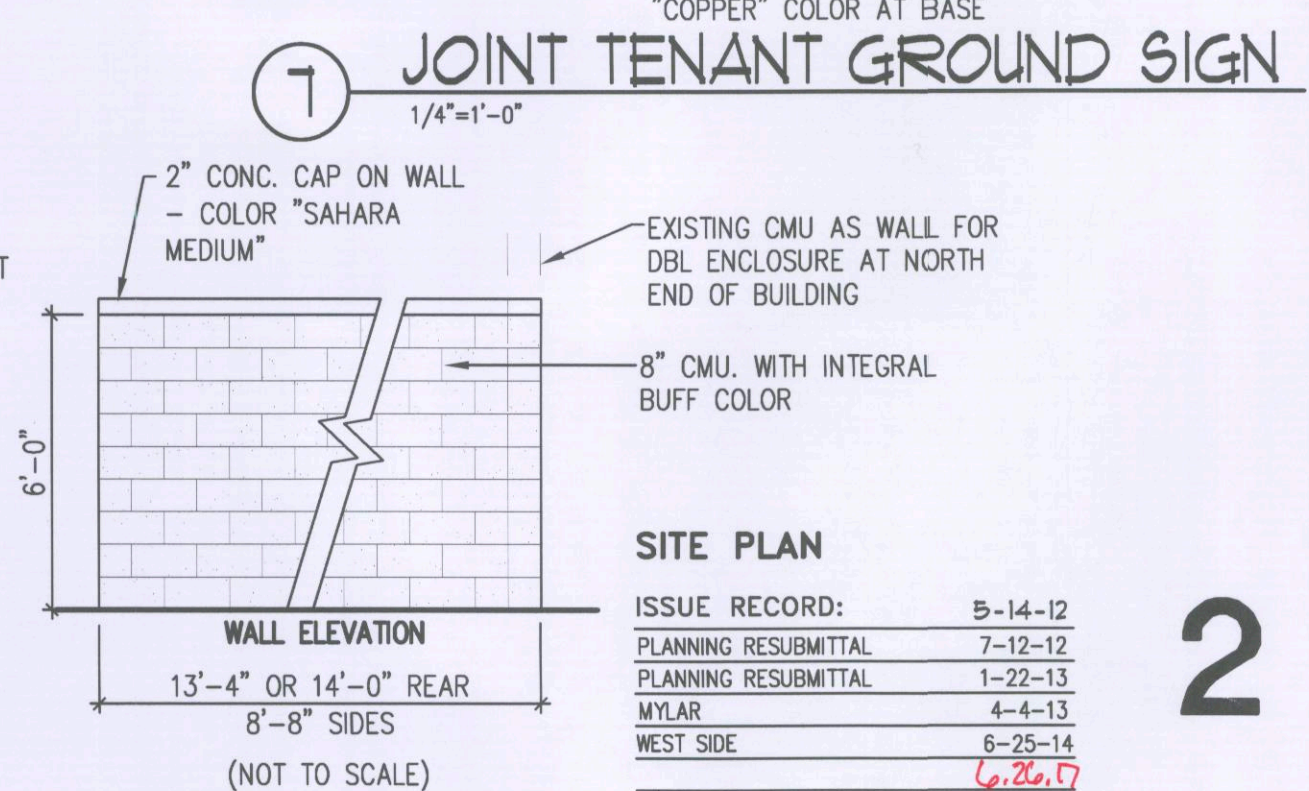 "COPPER" COLOR AT BASE
7 JOINT TENANT GROUND SIGN
1/4"=1'-0"
2" CONC. CAP ON WALL
- COLOR "SAHARA
MEDIUM"
EXISTING CMU AS WALL FOR
DBL ENCLOSURE AT NORTH
END OF BUILDING
8" CMU. WITH INTEGRAL
BUFF COLOR
6'-0"
WALL ELEVATION
13'-4" OR 14'-0" REAR
8'-8" SIDES
(NOT TO SCALE)
SITE PLAN
ISSUE RECORD: 5-14-12
PLANNING RESUBMITTAL 7-12-12
PLANNING RESUBMITTAL 1-22-13
MYLAR 4-4-13
WEST SIDE 6-25-14
6.26.17
2